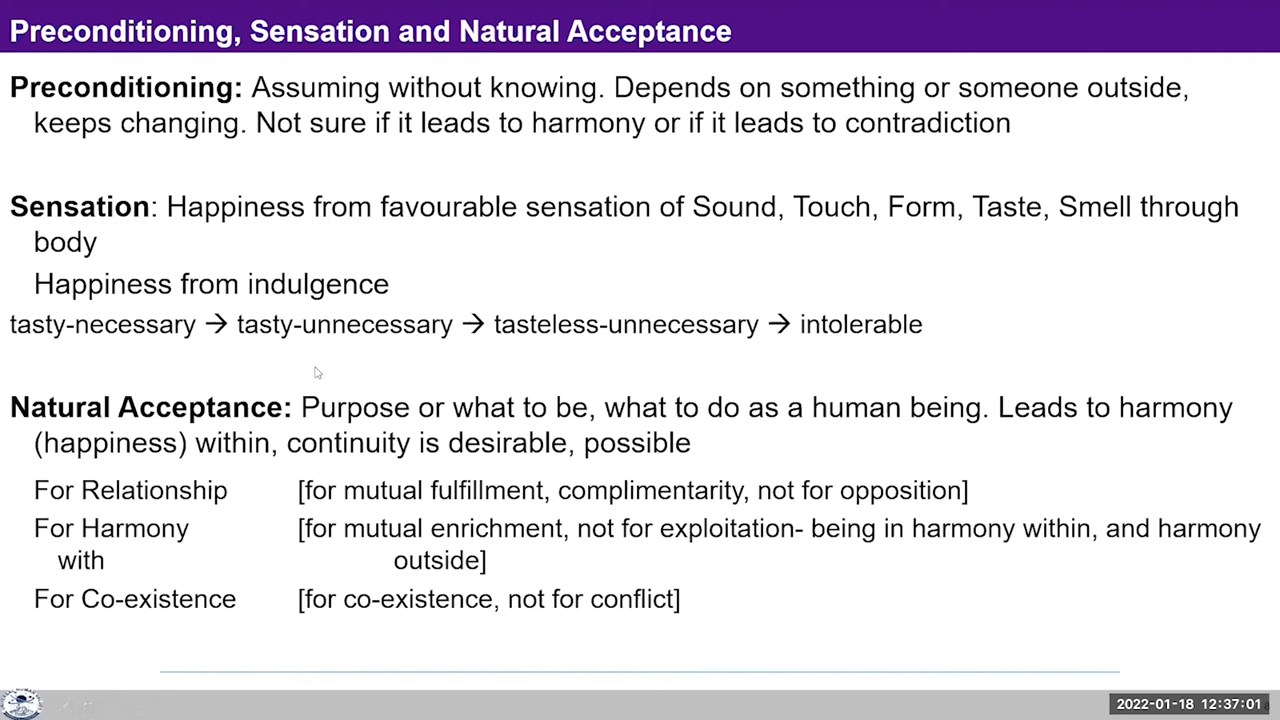 Preconditioning, Sensation and Natural Acceptance
Preconditioning: Assuming without knowing. Depends on something or someone outside,
keeps changing. Not sure if it leads to harmony or if it leads to contradiction
Sensation: Happiness from favourable sensation of Sound, Touch, Form, Taste, Smell through
body
Happiness from indulgence
tasty-necessary → tasty-unnecessary → tasteless-unnecessary → intolerable
Natural Acceptance: Purpose or what to be, what to do as a human being. Leads to harmony
(happiness) within, continuity is desirable, possible
For Relationship [for mutual fulfillment, complimentarity, not for opposition]
For Harmony [for mutual enrichment, not for exploitation- being in harmony within, and harmony
with outside]
For Co-existence [for co-existence, not for conflict]
2022-01-18 12:37:01